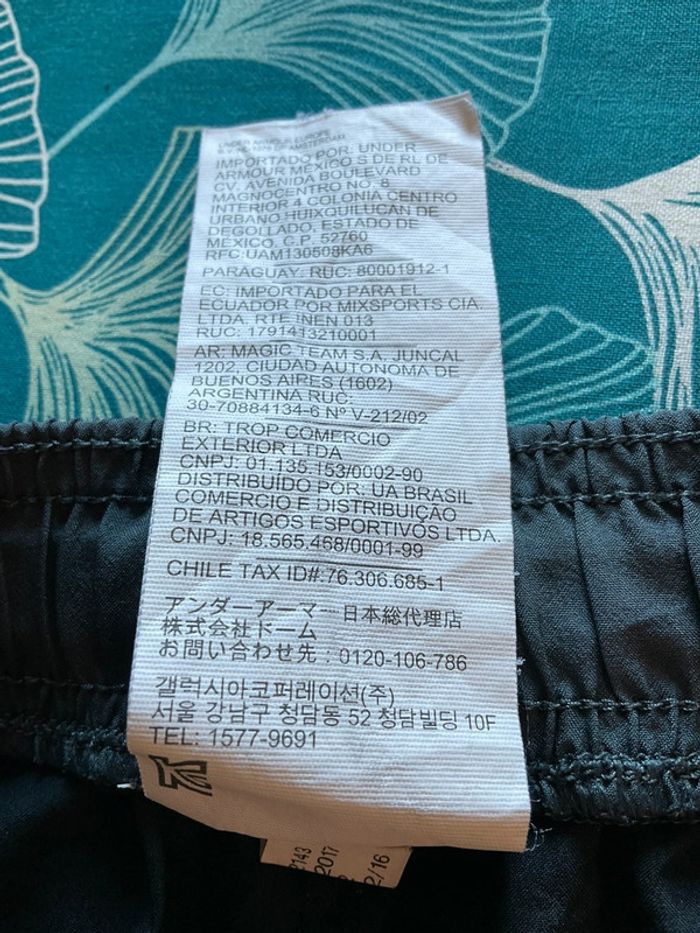 UNDER ARMOUR EUROPE
IMPORTADO POR: UNDER
ARMOUR MEXICO S DE RL DE
CV. AVENIDA BOULEVARD
MAGNOCENTRO NO. 8
INTERIOR 4 COLONIA CENTRO
URBANO HUIXQUILUCAN DE
DEGOLLADO, ESTADO DE
MEXICO, C.P. 52760
RFC:UAM130508KA6
PARAGUAY: RUC: 80001912-1
EC: IMPORTADO PARA EL
ECUADOR POR MIXSPORTS CIA.
LTDA. RTE INEN 013
RUC: 1791413210001
AR: MAGIC TEAM S.A. JUNCAL
1202, CIUDAD AUTONOMA DE
BUENOS AIRES (1602)
ARGENTINA RUC:
30-70884134-6 Nº V-212/02
BR: TROP COMERCIO
EXTERIOR LTDA
CNPJ: 01.135.153/0002-90
DISTRIBUÍDO POR: UA BRASIL
COMERCIO E DISTRIBUIÇÃO
DE ARTIGOS ESPORTIVOS LTDA.
CNPJ: 18.565.468/0001-99
CHILE TAX ID#:76.306.685-1
アンダーアーマー 日本総代理店
株式会社ドーム
お問い合わせ先：0120-106-786
갤럭시아코퍼레이션(주)
서울 강남구 청담동 52 청담빌딩 10F
TEL: 1577-9691
2143
2017
2/16